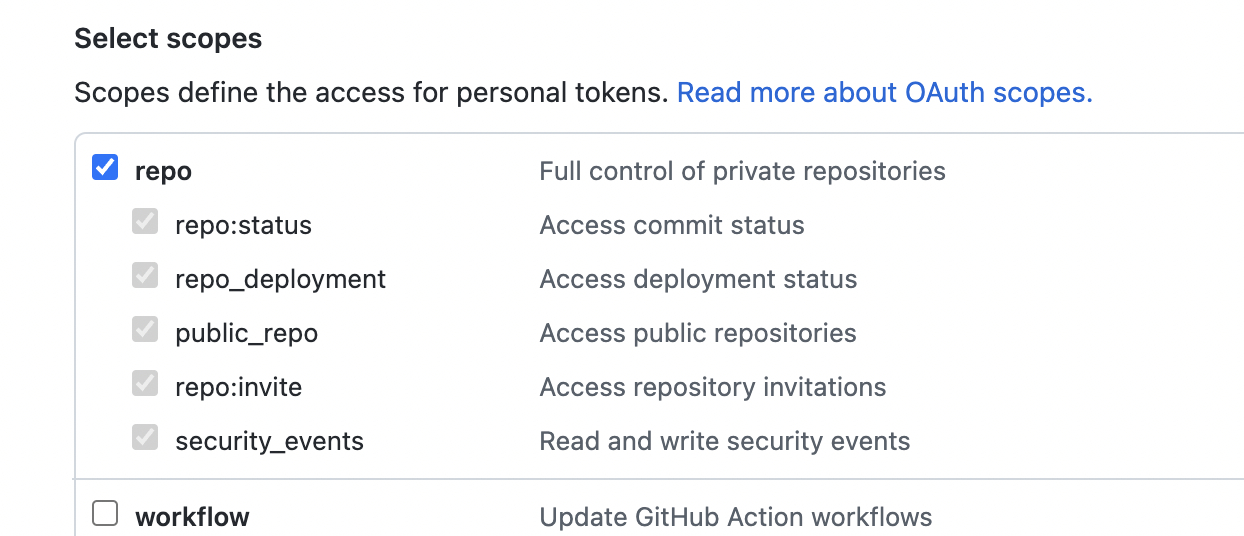 Select scopes
Scopes define the access for personal tokens. Read more about OAuth scopes.
repo Full control of private repositories
repo:status Access commit status
repo_deployment Access deployment status
public_repo Access public repositories
repo:invite Access repository invitations
security_events Read and write security events
workflow Update GitHub Action workflows